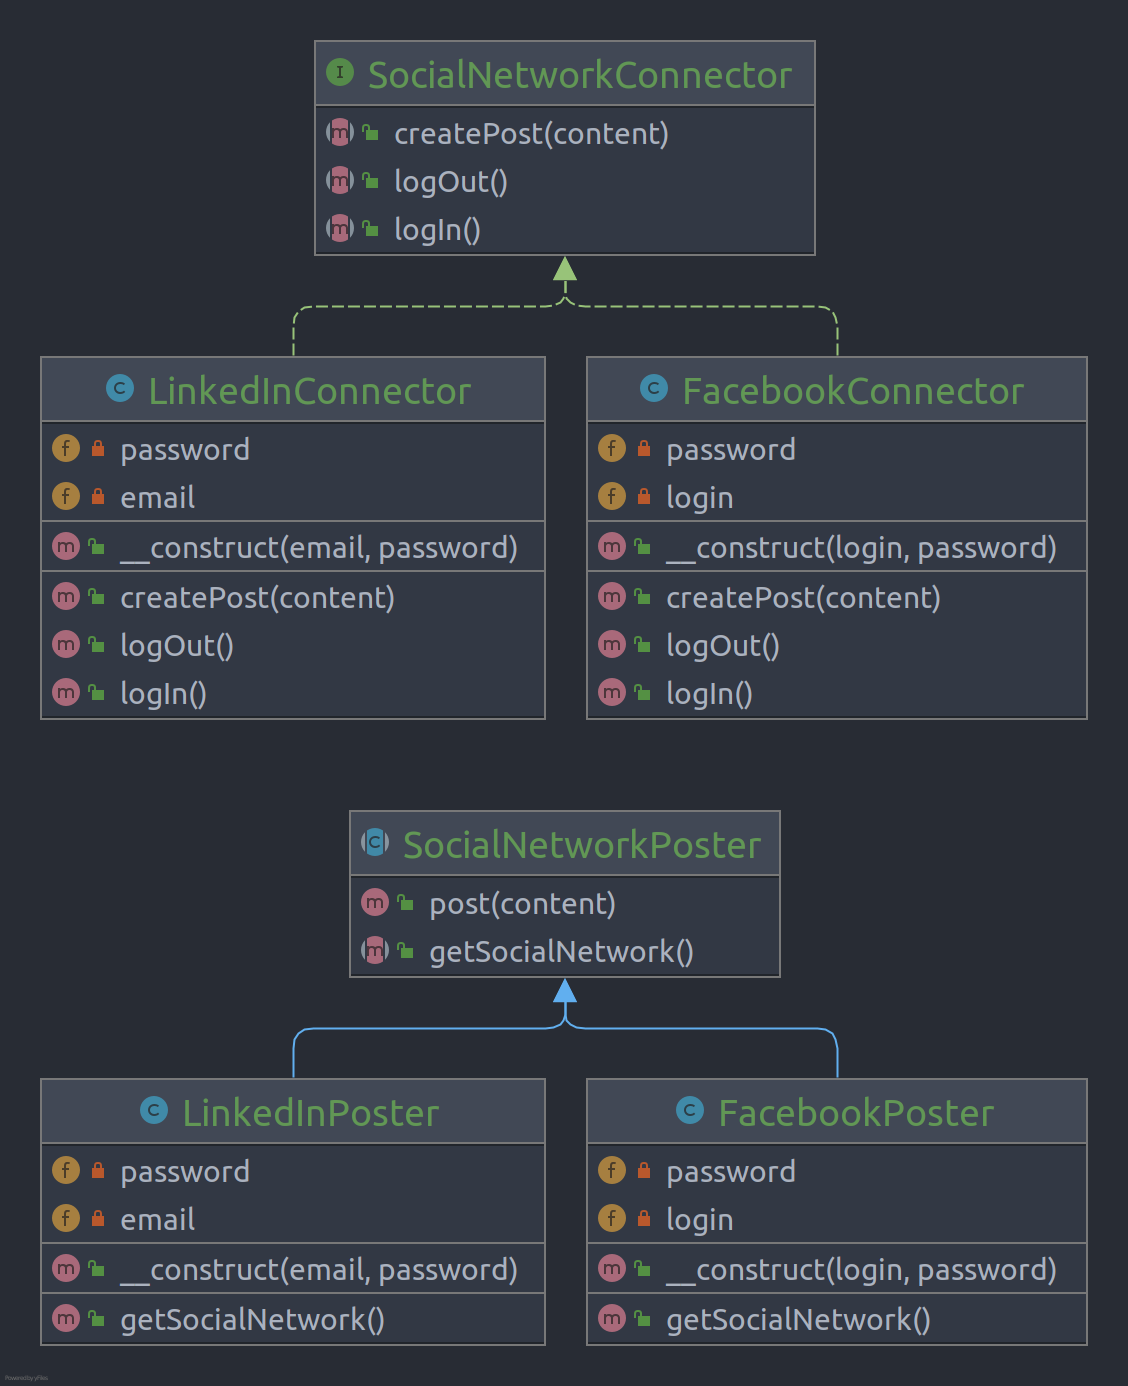 SocialNetworkConnector
createPost(content)
logOut()
logIn()
LinkedInConnector
password
email
__construct(email, password)
createPost(content)
logOut()
logIn()
FacebookConnector
password
login
__construct(login, password)
createPost(content)
logOut()
logIn()
SocialNetworkPoster
post(content)
getSocialNetwork()
LinkedInPoster
password
email
__construct(email, password)
getSocialNetwork()
FacebookPoster
password
login
__construct(login, password)
getSocialNetwork()
Powered by yFiles